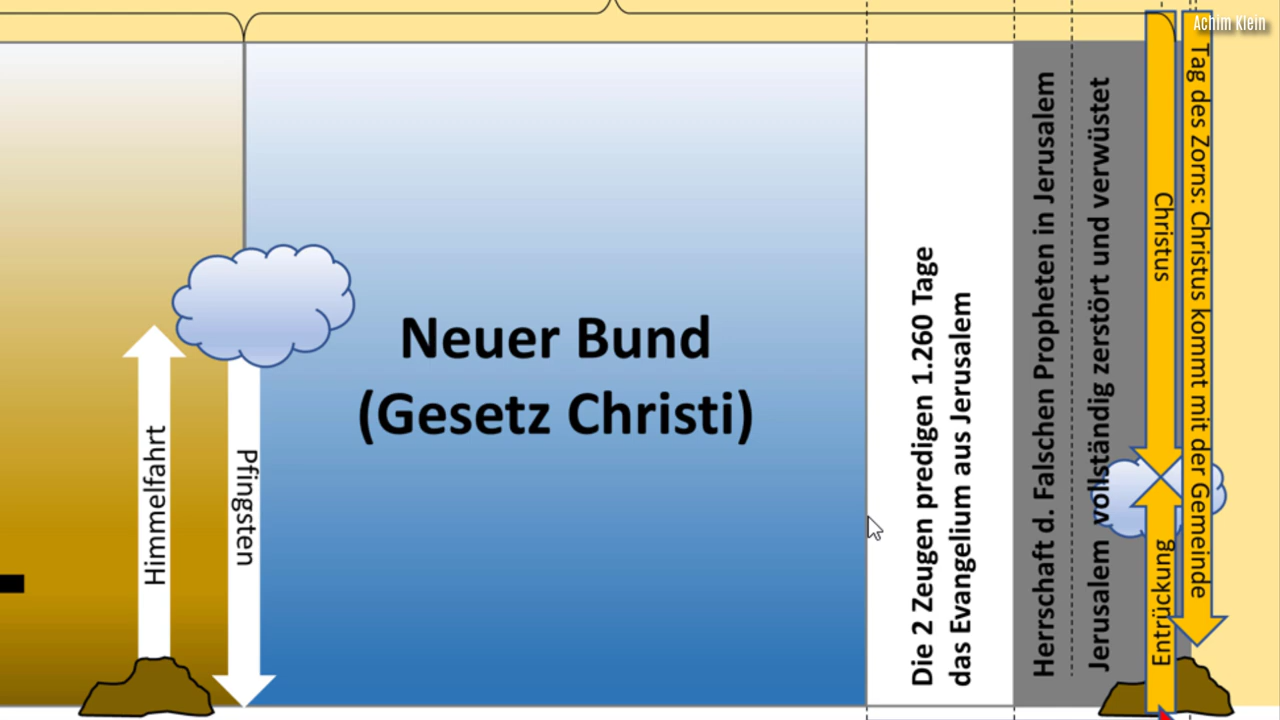 Achim Klein
Neuer Bund
(Gesetz Christi)
Himmelfahrt
Pfingsten
Die 2 Zeugen predigen 1.260 Tage
das Evangelium aus Jerusalem
Herrschaft d. Falschen Propheten in Jerusalem
Jerusalem vollständig zerstört und verwüstet
Christus
Entrückung
Tag des Zorns: Christus kommt mit der Gemeinde